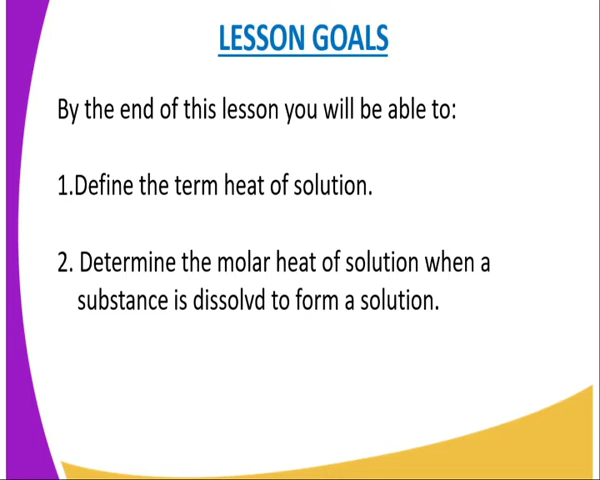 LESSON GOALS
By the end of this lesson you will be able to:
1.Define the term heat of solution.
2. Determine the molar heat of solution when a
substance is dissolvd to form a solution.